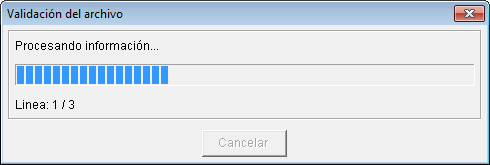 Validación del archivo
Procesando información...
Linea: 1 / 3
Cancelar